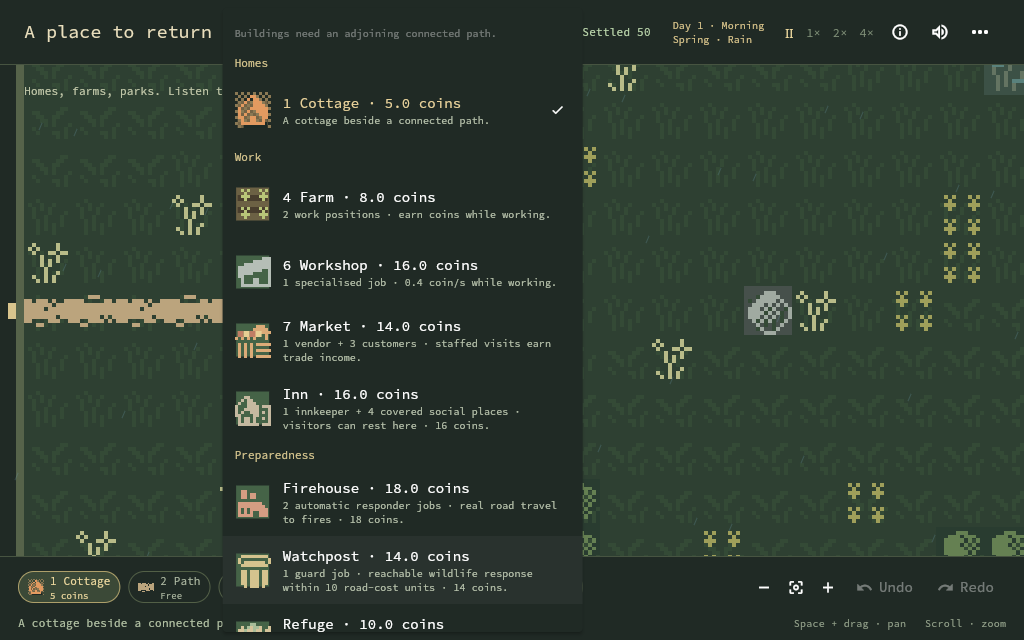 A place to return
Settled 50
Day 1 · Morning
Spring · Rain
II 1× 2× 4×
Homes, farms, parks. Listen t
Buildings need an adjoining connected path.
Homes
1 Cottage · 5.0 coins
A cottage beside a connected path.
Work
4 Farm · 8.0 coins
2 work positions · earn coins while working.
6 Workshop · 16.0 coins
1 specialised job · 0.4 coin/s while working.
7 Market · 14.0 coins
1 vendor + 3 customers · staffed visits earn
trade income.
Inn · 16.0 coins
1 innkeeper + 4 covered social places ·
visitors can rest here · 16 coins.
Preparedness
Firehouse · 18.0 coins
2 automatic responder jobs · real road travel
to fires · 18 coins.
Watchpost · 14.0 coins
1 guard job · reachable wildlife response
within 10 road-cost units · 14 coins.
Refuge · 10.0 coins
1 Cottage
5 coins
2 Path
Free
Undo
Redo
A cottage beside a connected p
Space + drag · pan Scroll · zoom